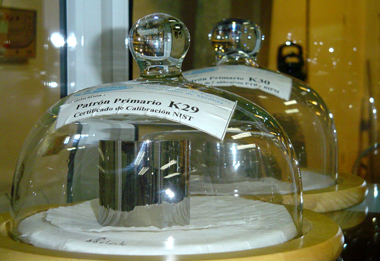 Patrón Primario K29
Certificado de Calibración NIST
Patrón Primario K30